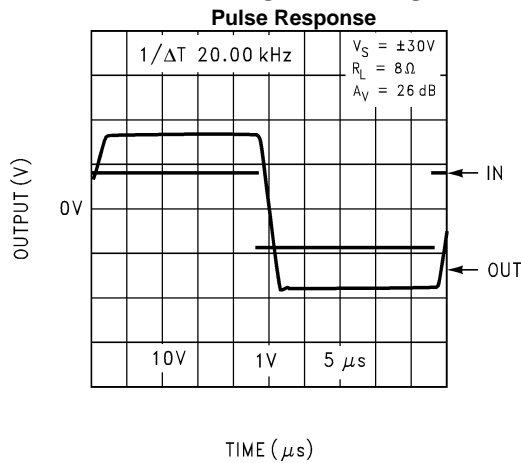 Pulse Response
1/ΔT 20.00 kHz
V_S = ±30V
R_L = 8Ω
A_V = 26 dB
OUTPUT (V)
0V
IN
OUT
10V 1V 5 μs
TIME (μs)